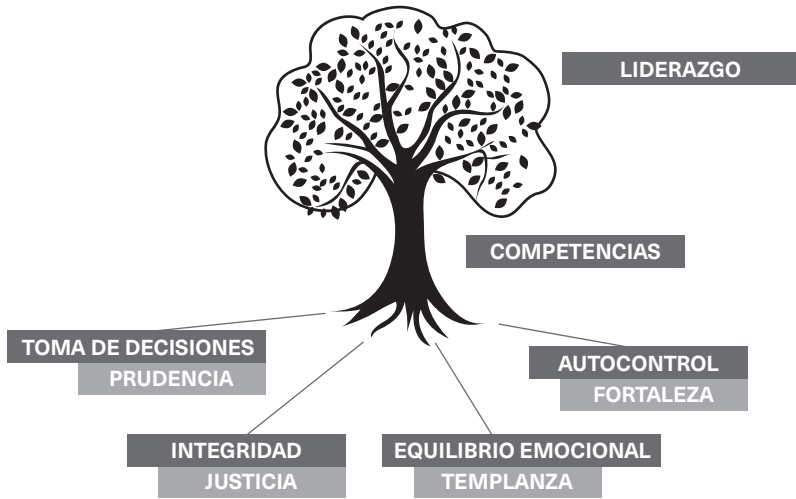 LIDERAZGO
COMPETENCIAS
TOMA DE DECISIONES
PRUDENCIA
AUTOCONTROL
FORTALEZA
INTEGRIDAD
JUSTICIA
EQUILIBRIO EMOCIONAL
TEMPLANZA